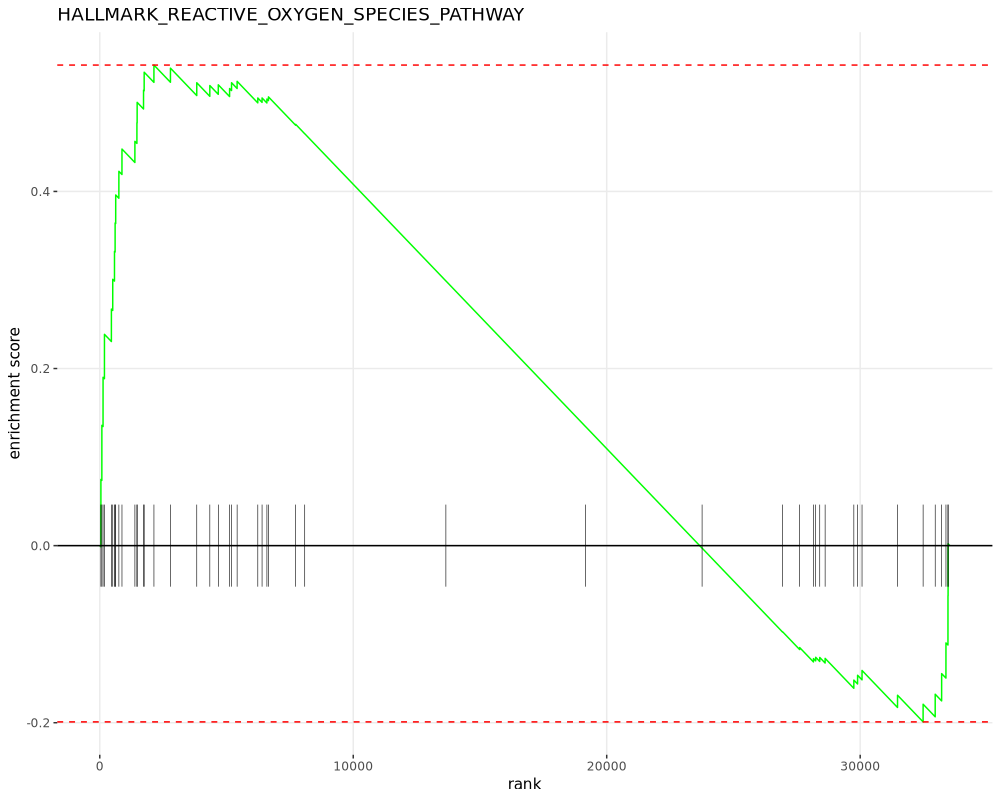 HALLMARK_REACTIVE_OXYGEN_SPECIES_PATHWAY
enrichment score
0.4
0.2
0.0
-0.2
0
10000
20000
30000
rank